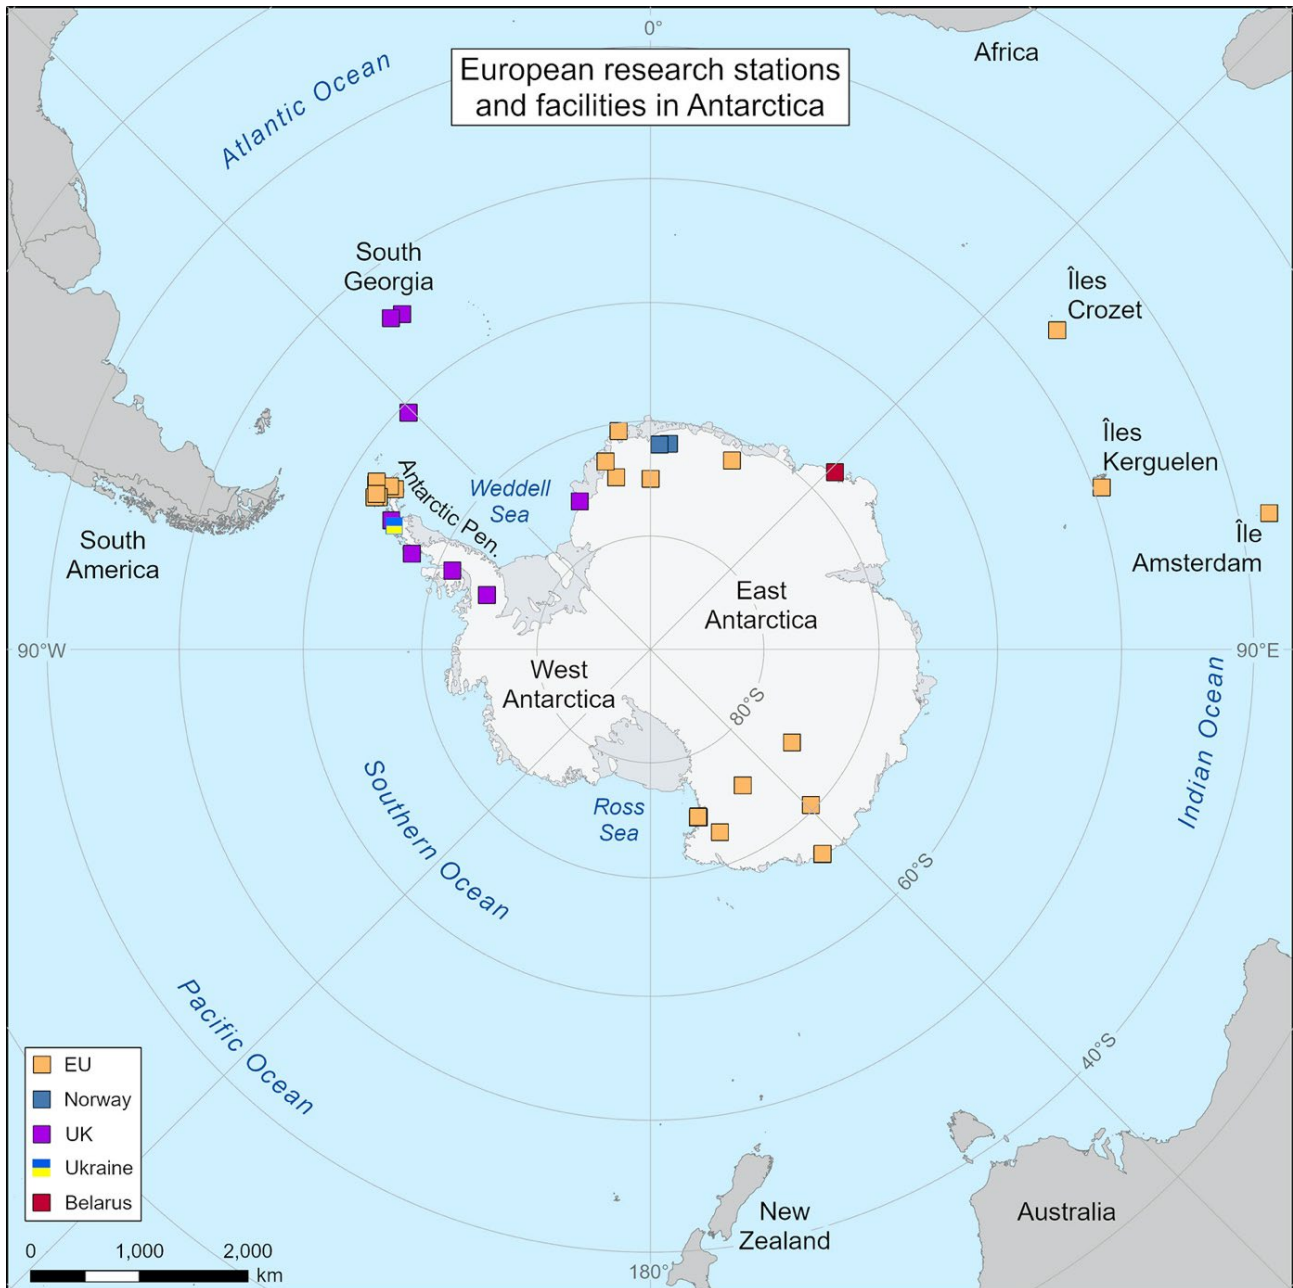 0°
Africa
European research stations
and facilities in Antarctica
Atlantic Ocean
South
Georgia
Îles
Crozet
Îles
Kerguelen
Île
Amsterdam
Antarctic Pen.
Weddell
Sea
South
America
East
Antarctica
90°W
90°E
West
Antarctica
80°S
Indian Ocean
Ross
Sea
Southern Ocean
60°S
Pacific Ocean
40°S
EU
Norway
UK
Ukraine
Belarus
New
Zealand
Australia
0 1,000 2,000
km
180°